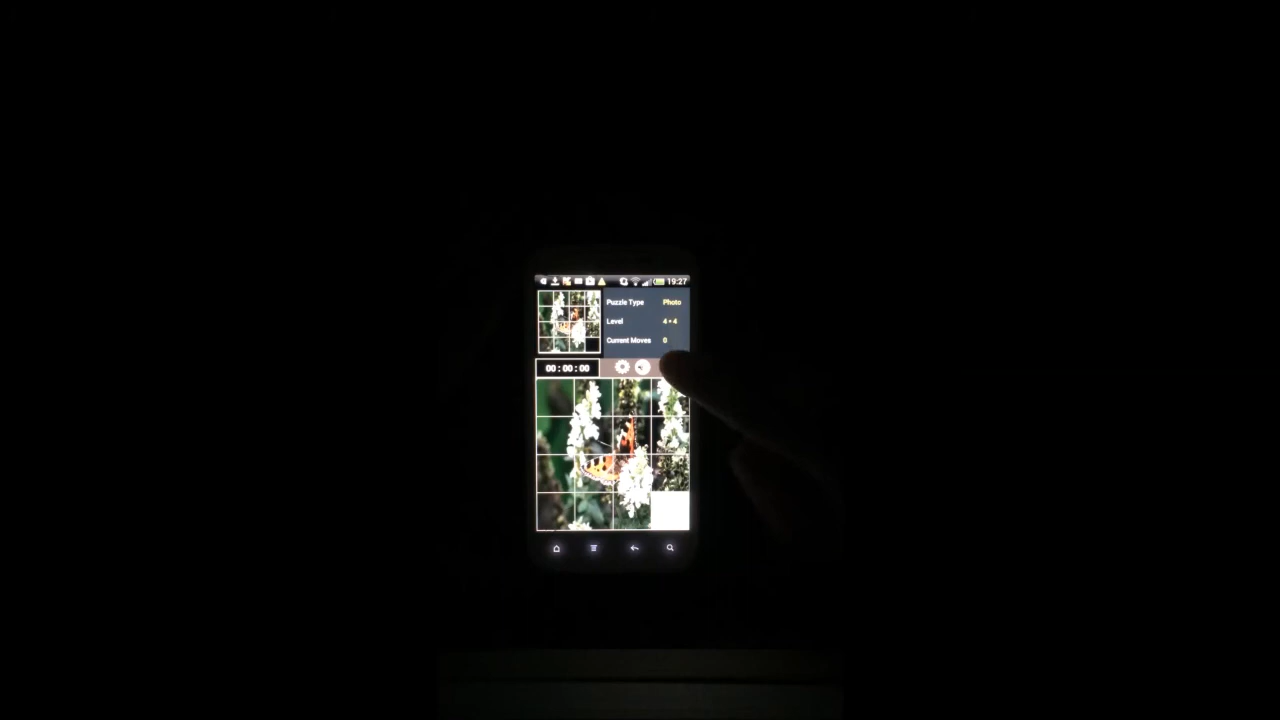 19:27
Puzzle Type Photo
Level 4 * 4
Current Moves 0
00 : 00 : 00